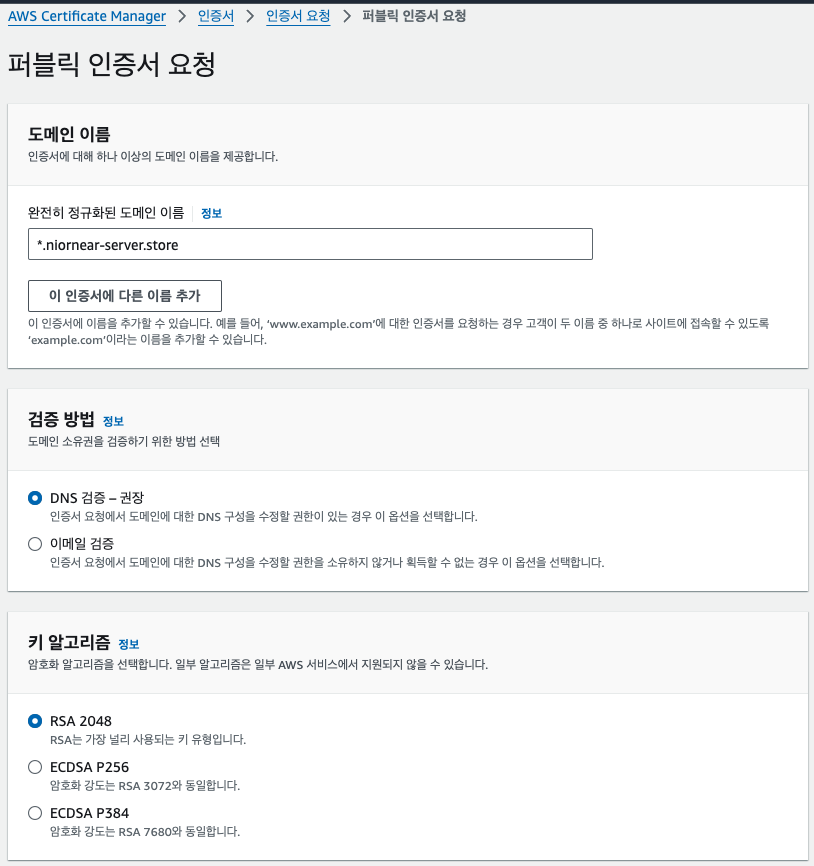 AWS Certificate Manager > 인증서 > 인증서 요청 > 퍼블릭 인증서 요청
퍼블릭 인증서 요청
도메인 이름
인증서에 대해 하나 이상의 도메인 이름을 제공합니다.
완전히 정규화된 도메인 이름 정보
*.niornear-server.store
이 인증서에 다른 이름 추가
이 인증서에 이름을 추가할 수 있습니다. 예를 들어, ‘www.example.com’에 대한 인증서를 요청하는 경우 고객이 두 이름 중 하나로 사이트에 접속할 수 있도록
‘example.com’이라는 이름을 추가할 수 있습니다.
검증 방법 정보
도메인 소유권을 검증하기 위한 방법 선택
DNS 검증 – 권장
인증서 요청에서 도메인에 대한 DNS 구성을 수정할 권한이 있는 경우 이 옵션을 선택합니다.
이메일 검증
인증서 요청에서 도메인에 대한 DNS 구성을 수정할 권한을 소유하지 않거나 획득할 수 없는 경우 이 옵션을 선택합니다.
키 알고리즘 정보
암호화 알고리즘을 선택합니다. 일부 알고리즘은 일부 AWS 서비스에서 지원되지 않을 수 있습니다.
RSA 2048
RSA는 가장 널리 사용되는 키 유형입니다.
ECDSA P256
암호화 강도는 RSA 3072와 동일합니다.
ECDSA P384
암호화 강도는 RSA 7680와 동일합니다.